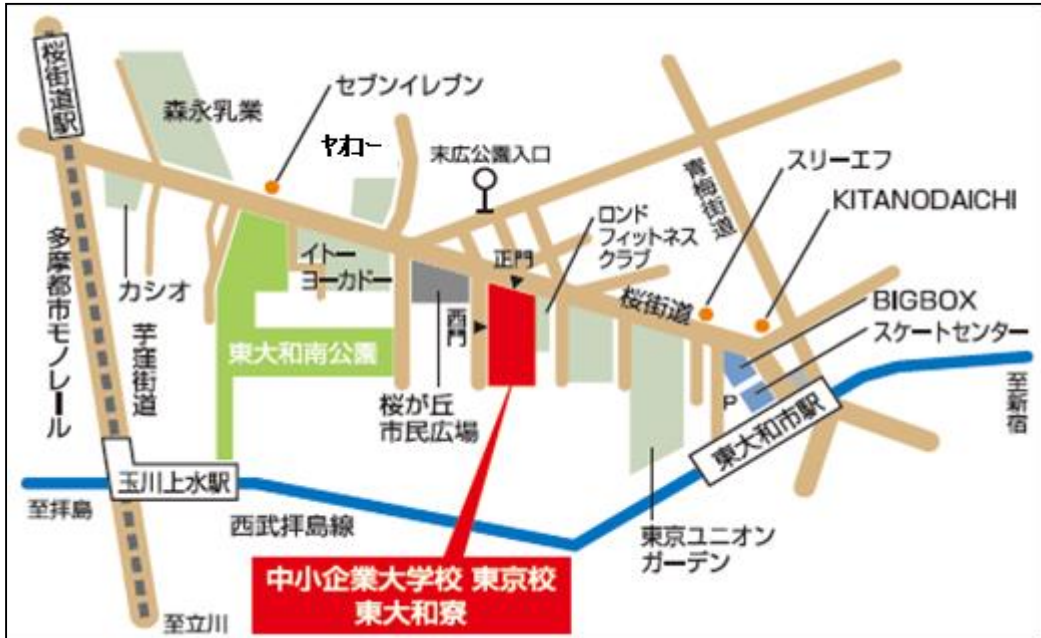 桜街道駅
森永乳業
セブンイレブン
ヤオコー
末広公園入口
青梅街道
スリーエフ
KITANODAICHI
ロンド
フィットネス
クラブ
正門
イトー
ヨーカドー
カシオ
多摩都市モノレール
芋窪街道
西門
桜街道
BIGBOX
スケートセンター
東大和南公園
桜が丘
市民広場
P
東大和市駅
至新宿
玉川上水駅
至拝島
西武拝島線
東京ユニオン
ガーデン
中小企業大学校 東京校
東大和寮
至立川